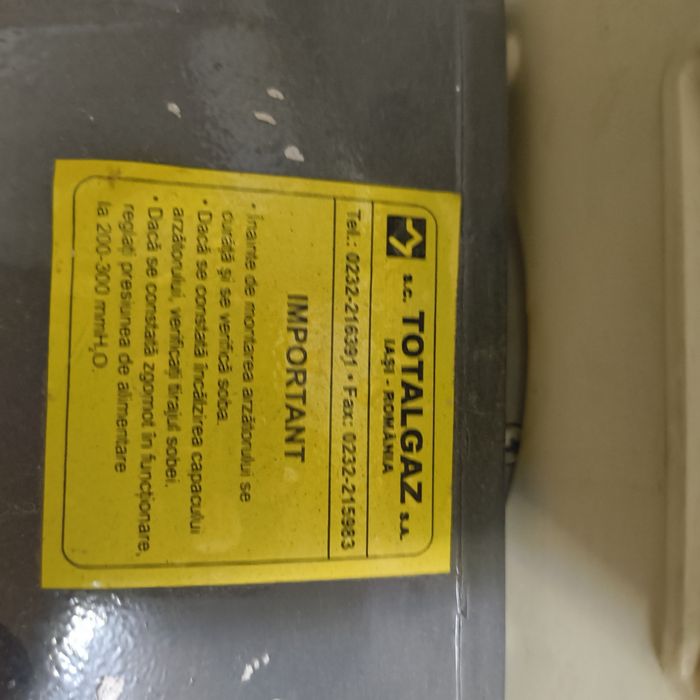 S.C. TOTALGAZ S.A.
IAȘI - ROMÂNIA
Tel.: 0232-216391 • Fax: 0232-215983
IMPORTANT
• Înainte de montarea arzătorului se
curăță și se verifică soba.
• Dacă se constată încălzirea capacului
arzătorului, verificați tirajul sobei.
• Dacă se constată zgomot în funcționare,
reglați presiunea de alimentare
la 200-300 mmH₂O.